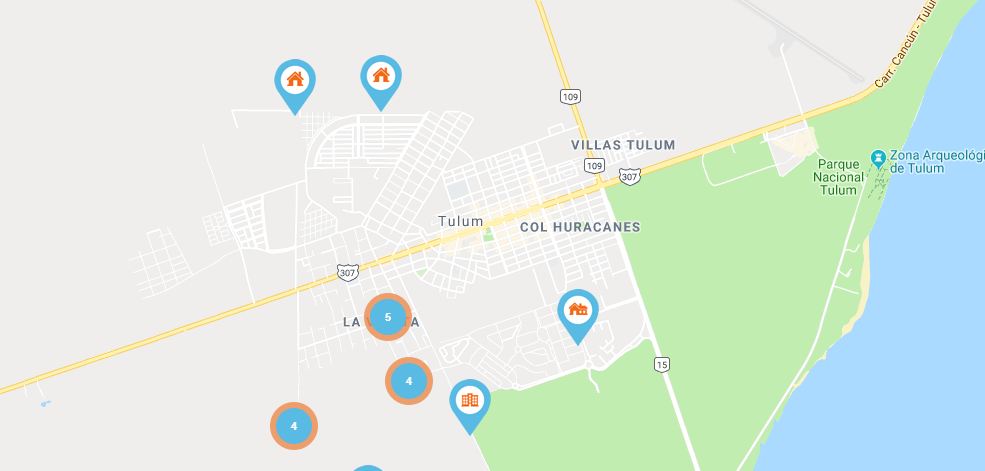 Carr. Cancún - Tulum
109
VILLAS TULUM
109
307
Zona Arqueológi
de Tulum
Parque
Nacional
Tulum
Tulum
COL HURACANES
307
5
LA
A
15
4
4